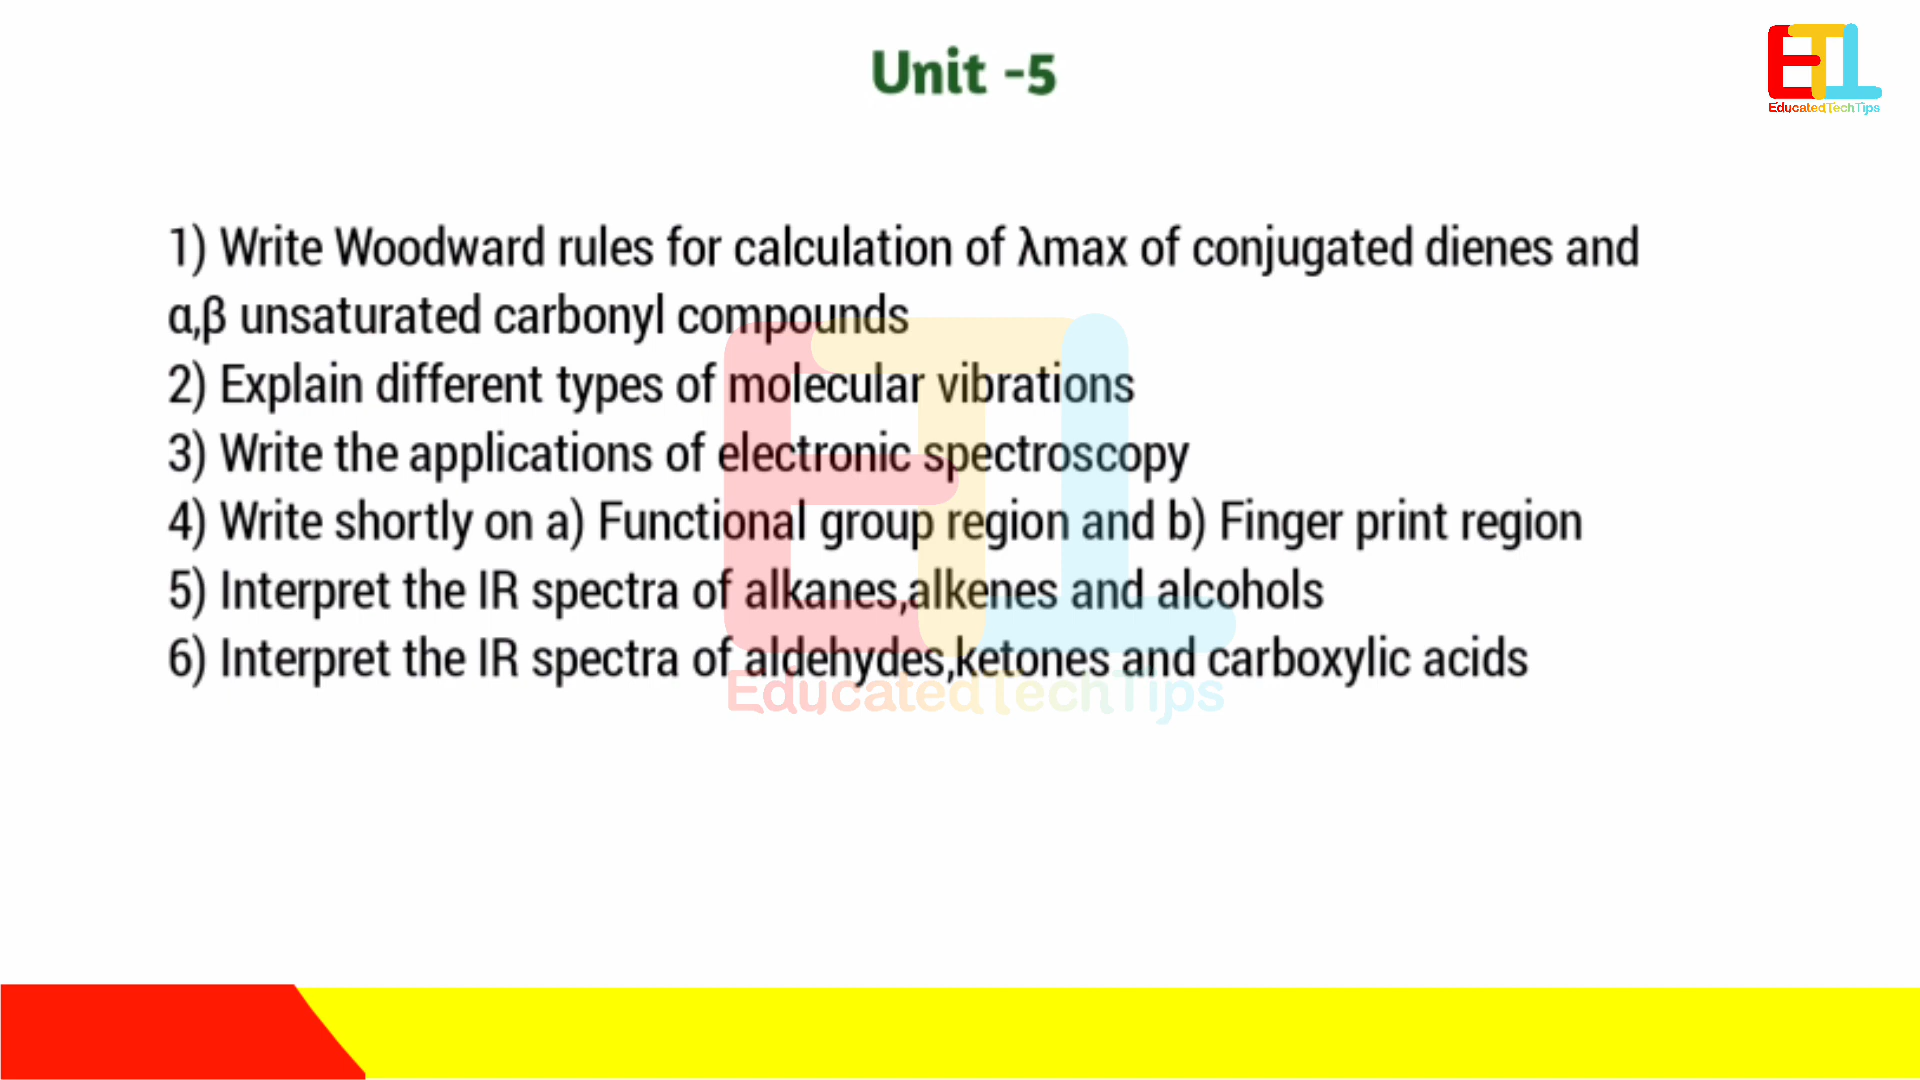 Unit -5
ETT
EducatedTechTips
1) Write Woodward rules for calculation of λmax of conjugated dienes and
α,β unsaturated carbonyl compounds
2) Explain different types of molecular vibrations
3) Write the applications of electronic spectroscopy
4) Write shortly on a) Functional group region and b) Finger print region
5) Interpret the IR spectra of alkanes,alkenes and alcohols
6) Interpret the IR spectra of aldehydes,ketones and carboxylic acids
EducatedTechTips